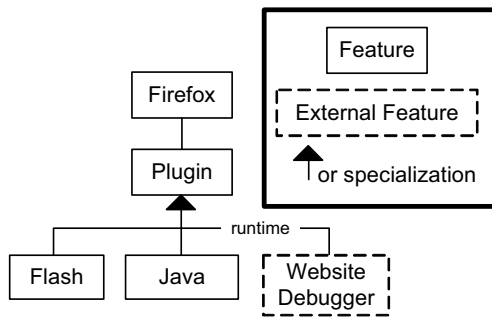 Feature
External Feature
or specialization
Firefox
Plugin
runtime
Flash
Java
Website
Debugger